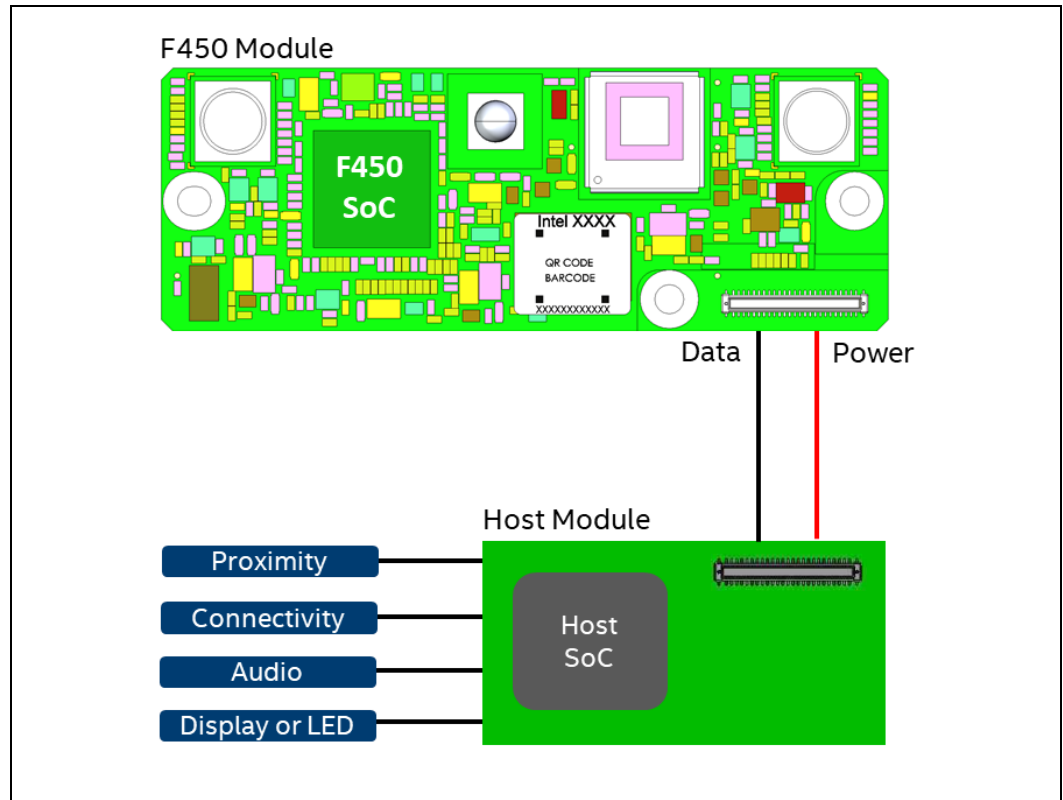 F450 Module
F450
SoC
Intel XXXX
QR CODE
BARCODE
XXXXXXXXXXXX
Data
Power
Host Module
Proximity
Connectivity
Audio
Display or LED
Host
SoC